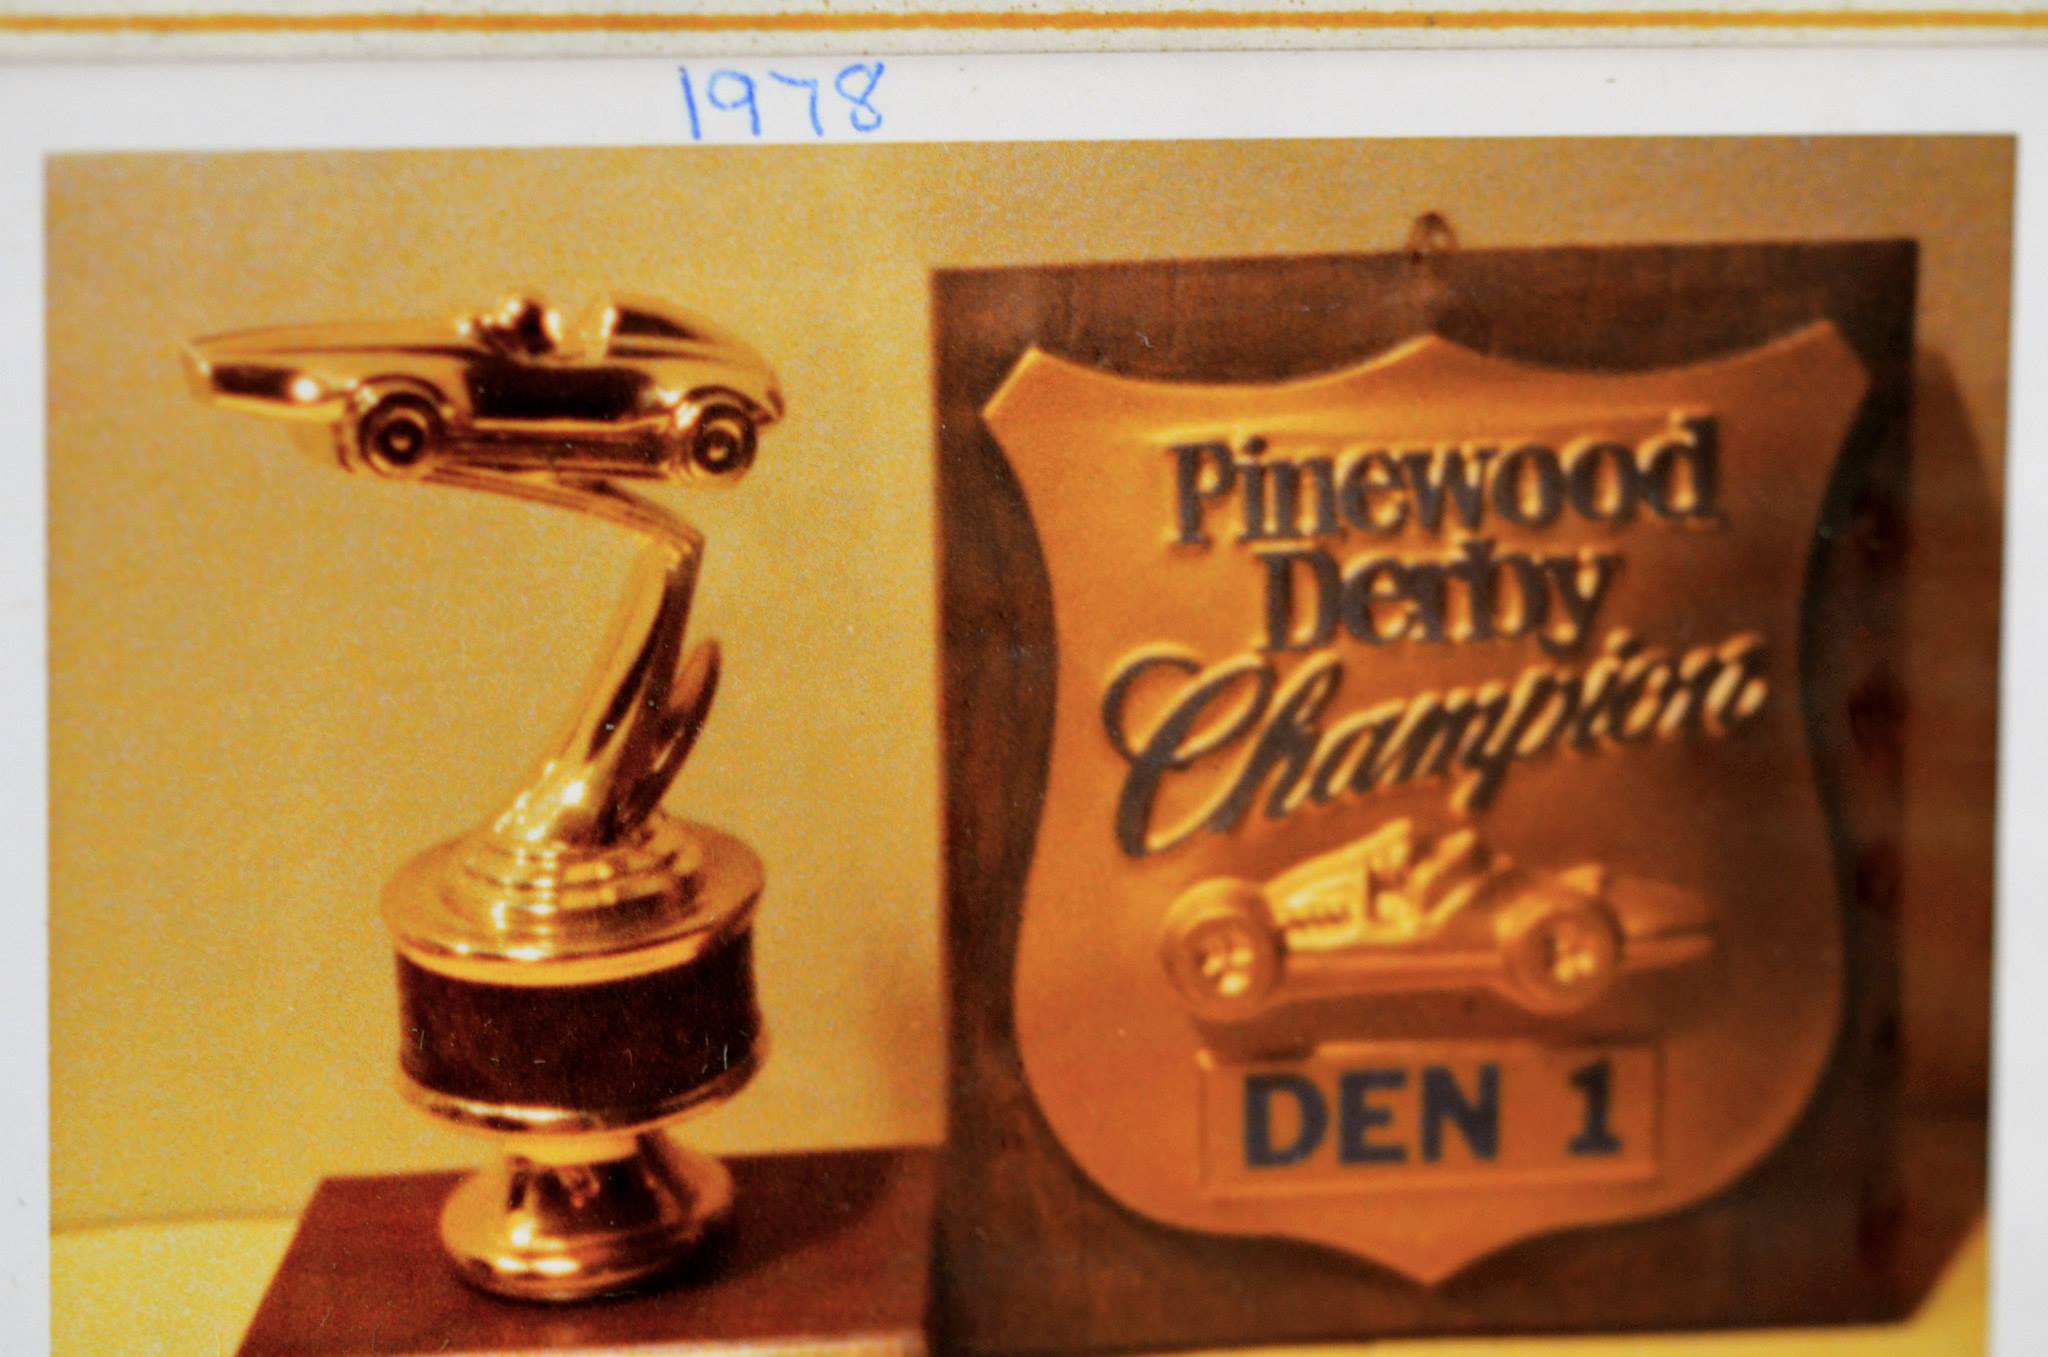 1978
Pinewood
Derby
Champion
DEN 1